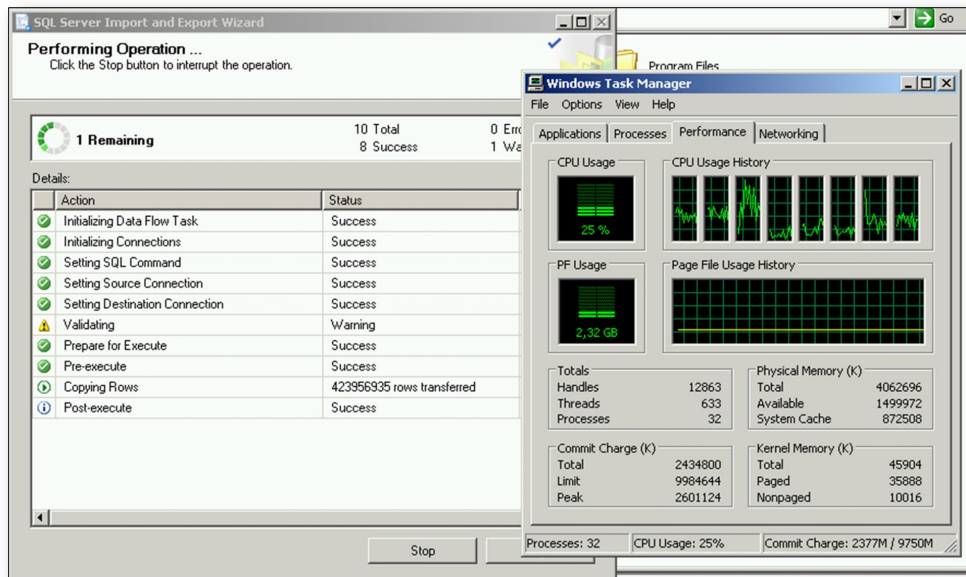 SQL Server Import and Export Wizard
Go
Performing Operation ...
Click the Stop button to interrupt the operation.
Program Files
1 Remaining
10 Total
0
8 Success
1
Details:
Action Status
Initializing Data Flow Task Success
Initializing Connections Success
Setting SQL Command Success
Setting Source Connection Success
Setting Destination Connection Success
Validating Warning
Prepare for Execute Success
Pre-execute Success
Copying Rows 423956935 rows transferred
Post-execute Success
Stop
Windows Task Manager
File Options View Help
Applications Processes Performance Networking
CPU Usage
CPU Usage History
25 %
PF Usage
Page File Usage History
2,32 GB
Totals
Handles 12863
Threads 633
Processes 32
Physical Memory (K)
Total 4062696
Available 1499972
System Cache 872508
Commit Charge (K)
Total 2434800
Limit 9984644
Peak 2601124
Kernel Memory (K)
Total 45904
Paged 35888
Nonpaged 10016
Processes: 32 CPU Usage: 25% Commit Charge: 2377M / 9750M